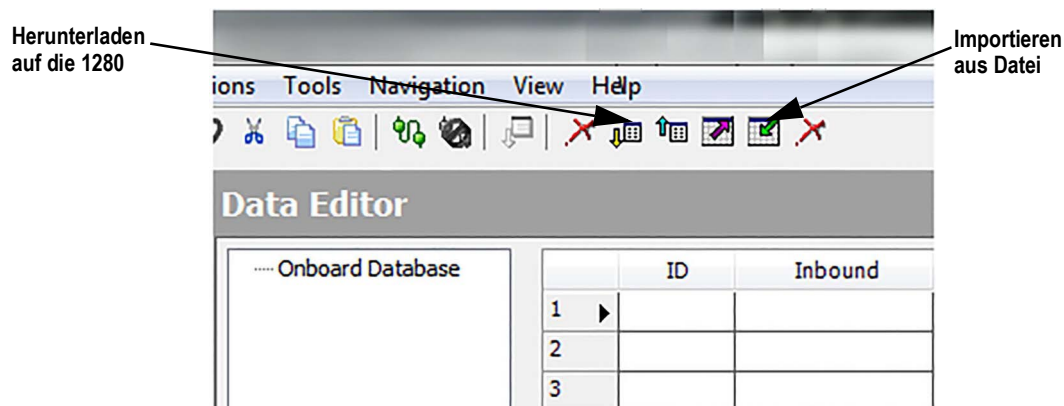 Herunterladen
auf die 1280
Importieren
aus Datei
ions Tools Navigation View Help
Data Editor
Onboard Database
ID Inbound
1
2
3